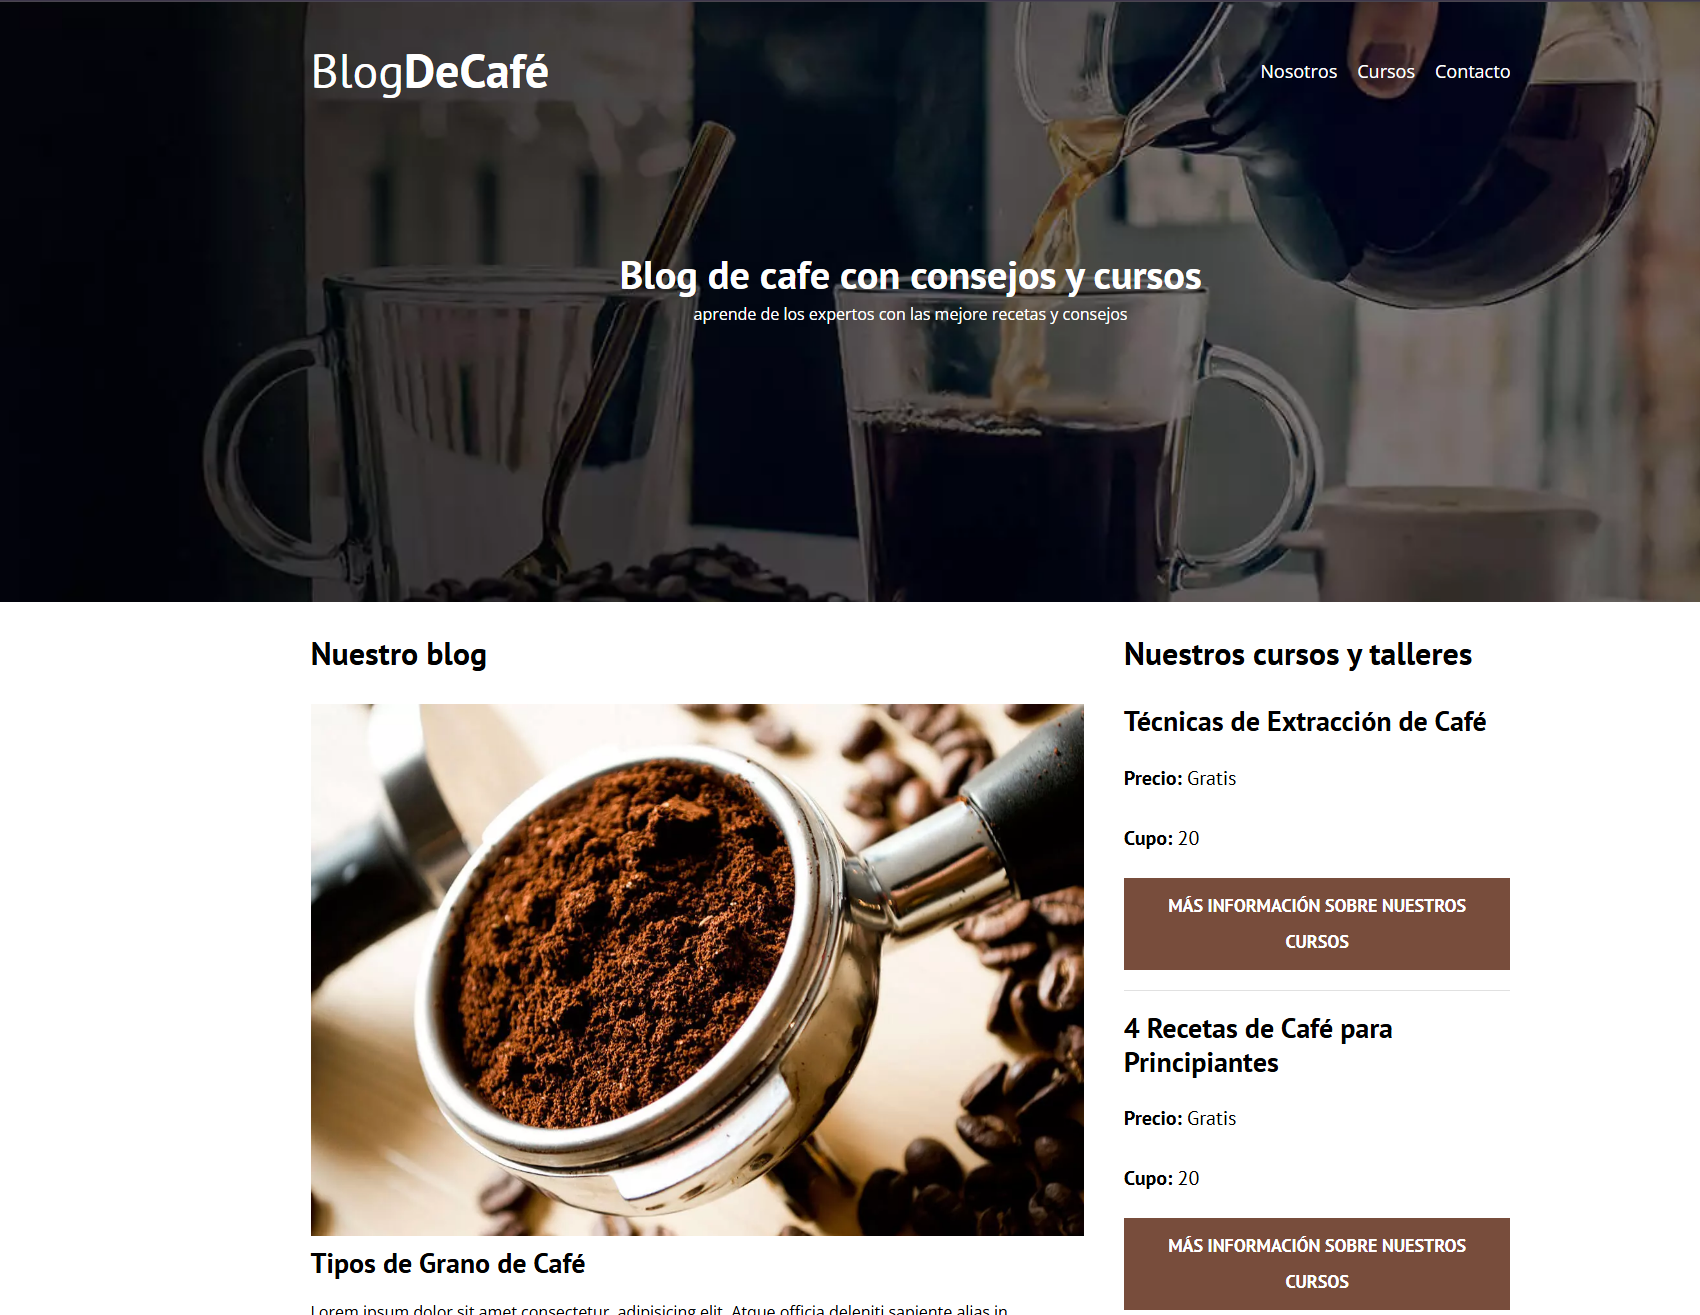 BlogDeCafé
Nosotros Cursos Contacto
Blog de cafe con consejos y cursos
aprende de los expertos con las mejore recetas y consejos
Nuestro blog
Tipos de Grano de Café
Lorem ipsum dolor sit amet consectetur, adipisicing elit. Atque officia deleniti sapiente alias in
Nuestros cursos y talleres
Técnicas de Extracción de Café
Precio: Gratis
Cupo: 20
MÁS INFORMACIÓN SOBRE NUESTROS
CURSOS
4 Recetas de Café para
Principiantes
Precio: Gratis
Cupo: 20
MÁS INFORMACIÓN SOBRE NUESTROS
CURSOS